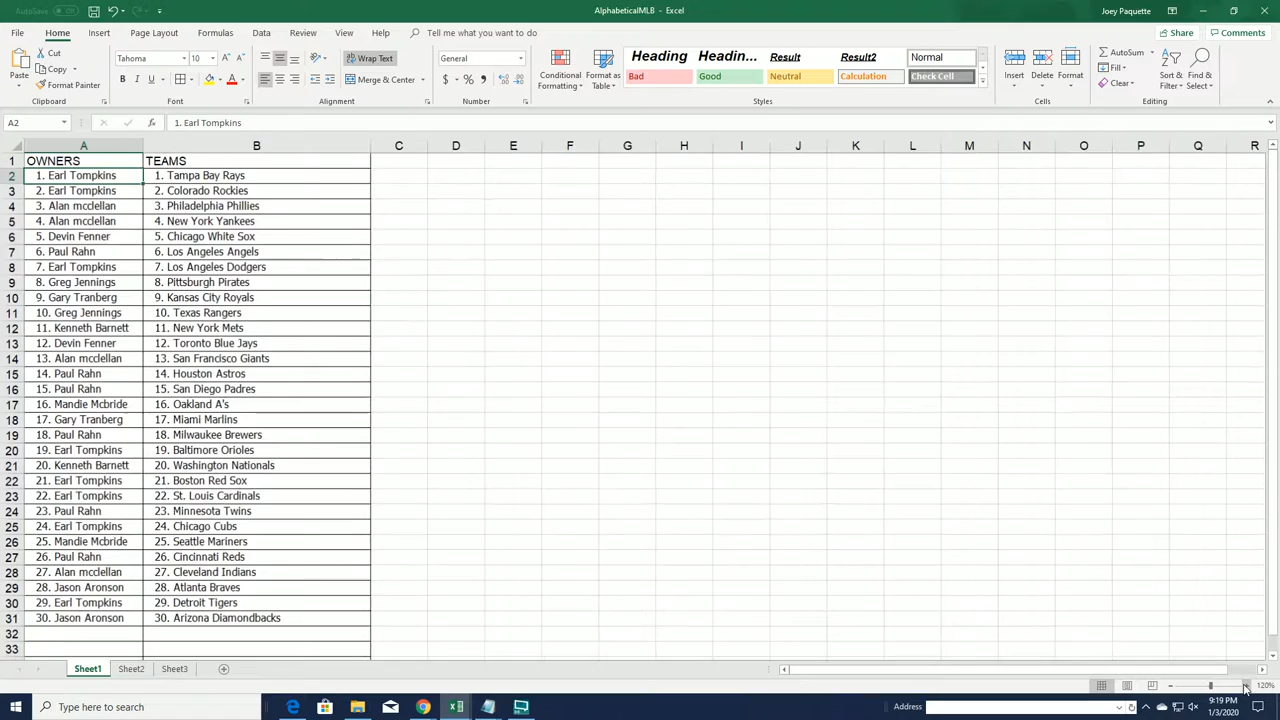 AutoSave Off AlphabeticalMLB - Excel Joey Paquette
File Home Insert Page Layout Formulas Data Review View Help Tell me what you want to do Share Comments
Paste Cut Copy Format Painter Clipboard
Tahoma 10 A A B I U A Font
Wrap Text Merge & Center Alignment
General $ % , Number
Conditional Formatting Format as Table
Heading Headin... Result Result2 Normal
Bad Good Neutral Calculation Check Cell
Styles
Insert Delete Format Cells
AutoSum Fill Clear Sort & Filter Find & Select Editing
A2 fx 1. Earl Tompkins
A B C D E F G H I J K L M N O P Q R
1 OWNERS TEAMS
2 1. Earl Tompkins 1. Tampa Bay Rays
3 2. Earl Tompkins 2. Colorado Rockies
4 3. Alan mcclellan 3. Philadelphia Phillies
5 4. Alan mcclellan 4. New York Yankees
6 5. Devin Fenner 5. Chicago White Sox
7 6. Paul Rahn 6. Los Angeles Angels
8 7. Earl Tompkins 7. Los Angeles Dodgers
9 8. Greg Jennings 8. Pittsburgh Pirates
10 9. Gary Tranberg 9. Kansas City Royals
11 10. Greg Jennings 10. Texas Rangers
12 11. Kenneth Barnett 11. New York Mets
13 12. Devin Fenner 12. Toronto Blue Jays
14 13. Alan mcclellan 13. San Francisco Giants
15 14. Paul Rahn 14. Houston Astros
16 15. Paul Rahn 15. San Diego Padres
17 16. Mandie Mcbride 16. Oakland A's
18 17. Gary Tranberg 17. Miami Marlins
19 18. Paul Rahn 18. Milwaukee Brewers
20 19. Earl Tompkins 19. Baltimore Orioles
21 20. Kenneth Barnett 20. Washington Nationals
22 21. Earl Tompkins 21. Boston Red Sox
23 22. Earl Tompkins 22. St. Louis Cardinals
24 23. Paul Rahn 23. Minnesota Twins
25 24. Earl Tompkins 24. Chicago Cubs
26 25. Mandie Mcbride 25. Seattle Mariners
27 26. Paul Rahn 26. Cincinnati Reds
28 27. Alan mcclellan 27. Cleveland Indians
29 28. Jason Aronson 28. Atlanta Braves
30 29. Earl Tompkins 29. Detroit Tigers
31 30. Jason Aronson 30. Arizona Diamondbacks
32
33
Sheet1 Sheet2 Sheet3
120%
Type here to search Address 9:19 PM
1/3/2020